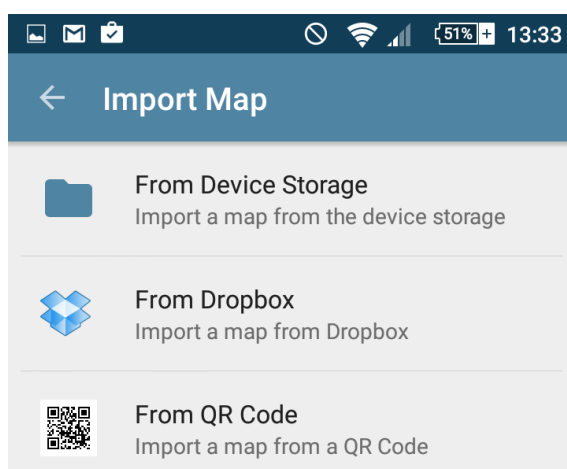 51% 13:33
Import Map
From Device Storage
Import a map from the device storage
From Dropbox
Import a map from Dropbox
From QR Code
Import a map from a QR Code